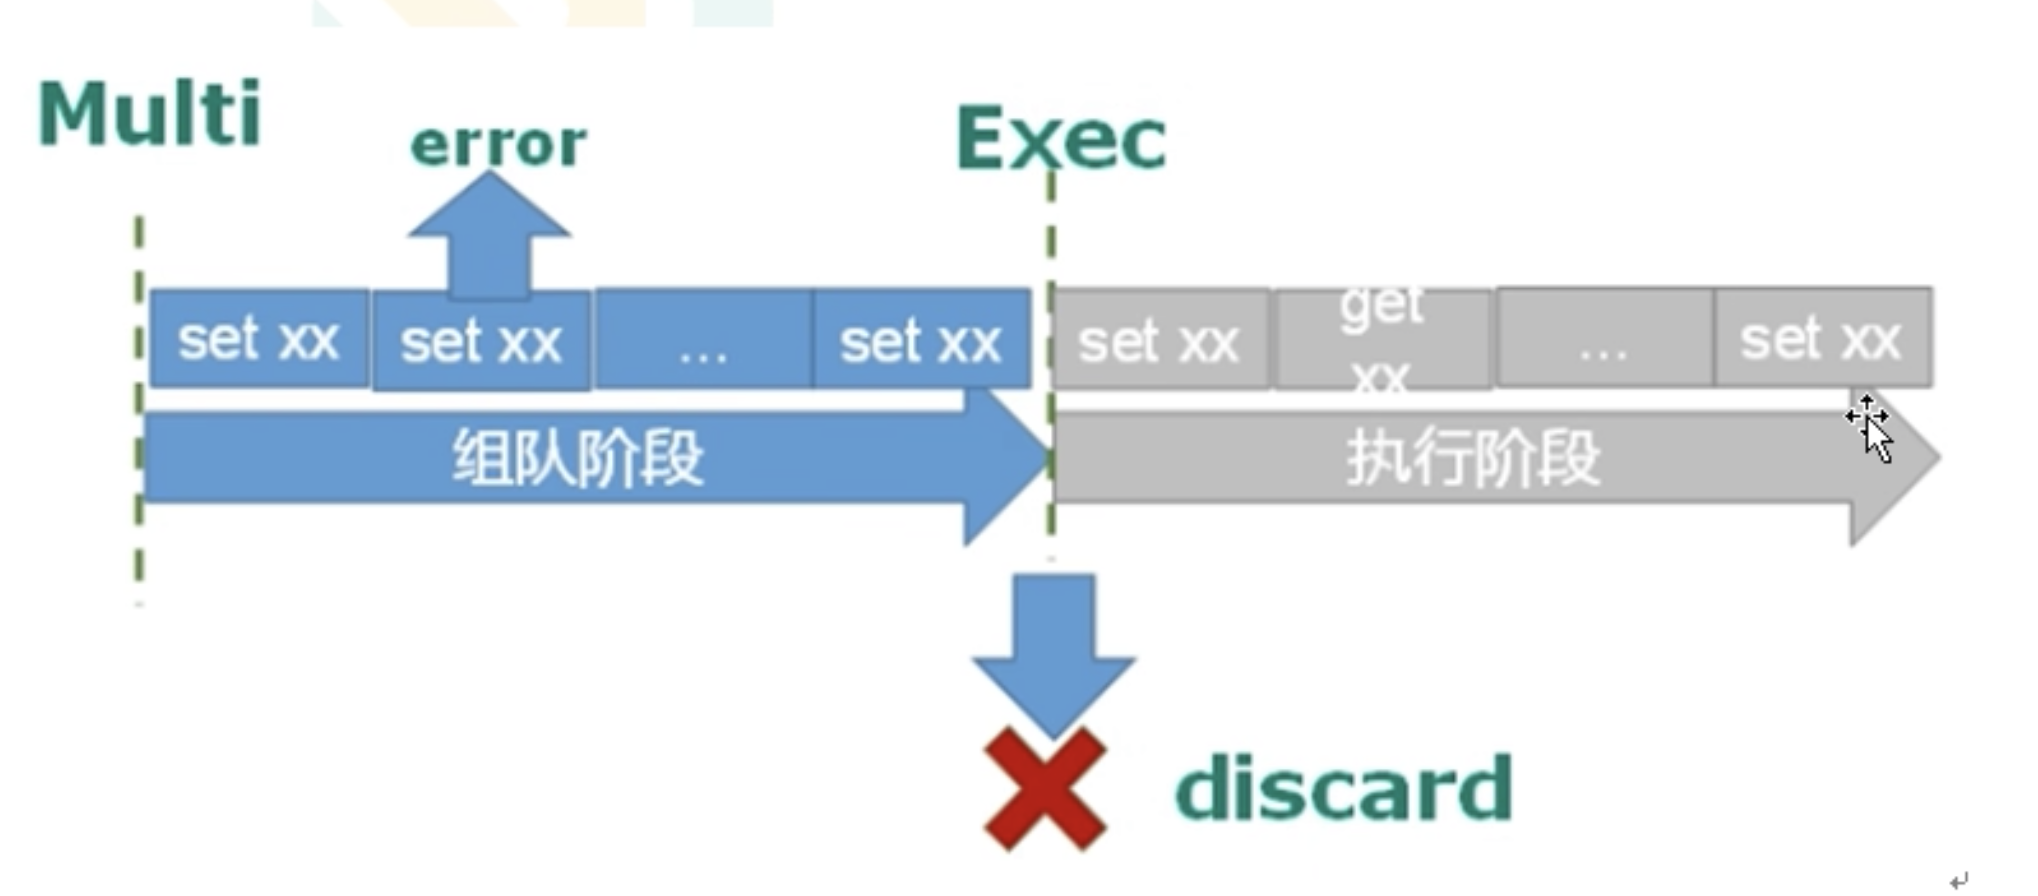 Multi
error
Exec
set xx
set xx
...
set xx
set xx
get
xx
...
set xx
组队阶段
执行阶段
discard